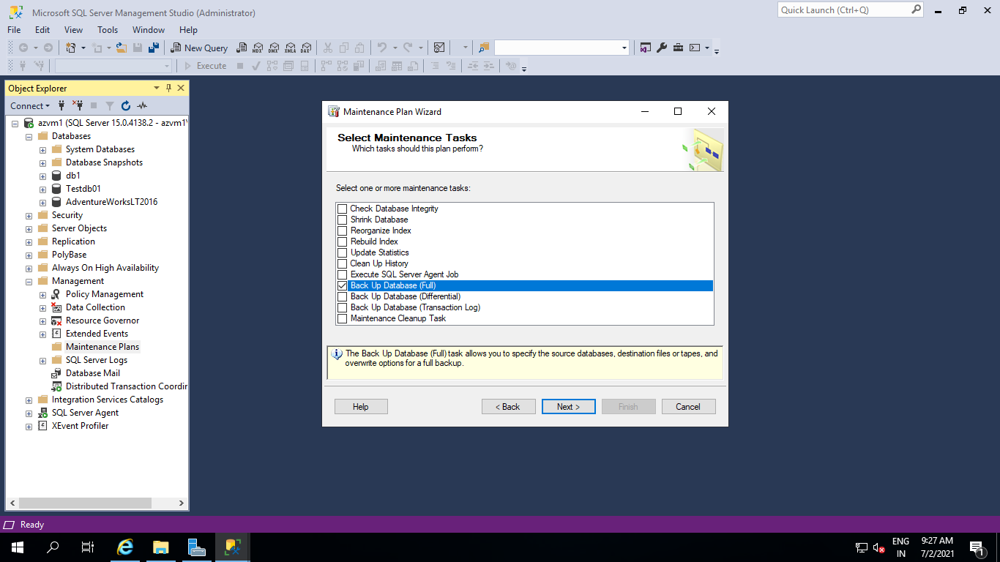 Microsoft SQL Server Management Studio (Administrator)
Quick Launch (Ctrl+Q)
File Edit View Tools Window Help
New Query
MDX DMX XMLA DAX
Execute
Object Explorer
Connect
azvm1 (SQL Server 15.0.4138.2 - azvm1\
Databases
System Databases
Database Snapshots
db1
Testdb01
AdventureWorksLT2016
Security
Server Objects
Replication
PolyBase
Always On High Availability
Management
Policy Management
Data Collection
Resource Governor
Extended Events
Maintenance Plans
SQL Server Logs
Database Mail
Distributed Transaction Coordin
Integration Services Catalogs
SQL Server Agent
XEvent Profiler
Maintenance Plan Wizard
Select Maintenance Tasks
Which tasks should this plan perform?
Select one or more maintenance tasks:
Check Database Integrity
Shrink Database
Reorganize Index
Rebuild Index
Update Statistics
Clean Up History
Execute SQL Server Agent Job
Back Up Database (Full)
Back Up Database (Differential)
Back Up Database (Transaction Log)
Maintenance Cleanup Task
The Back Up Database (Full) task allows you to specify the source databases, destination files or tapes, and
overwrite options for a full backup.
Help < Back Next > Finish Cancel
Ready
ENG
IN
9:27 AM
7/2/2021
1